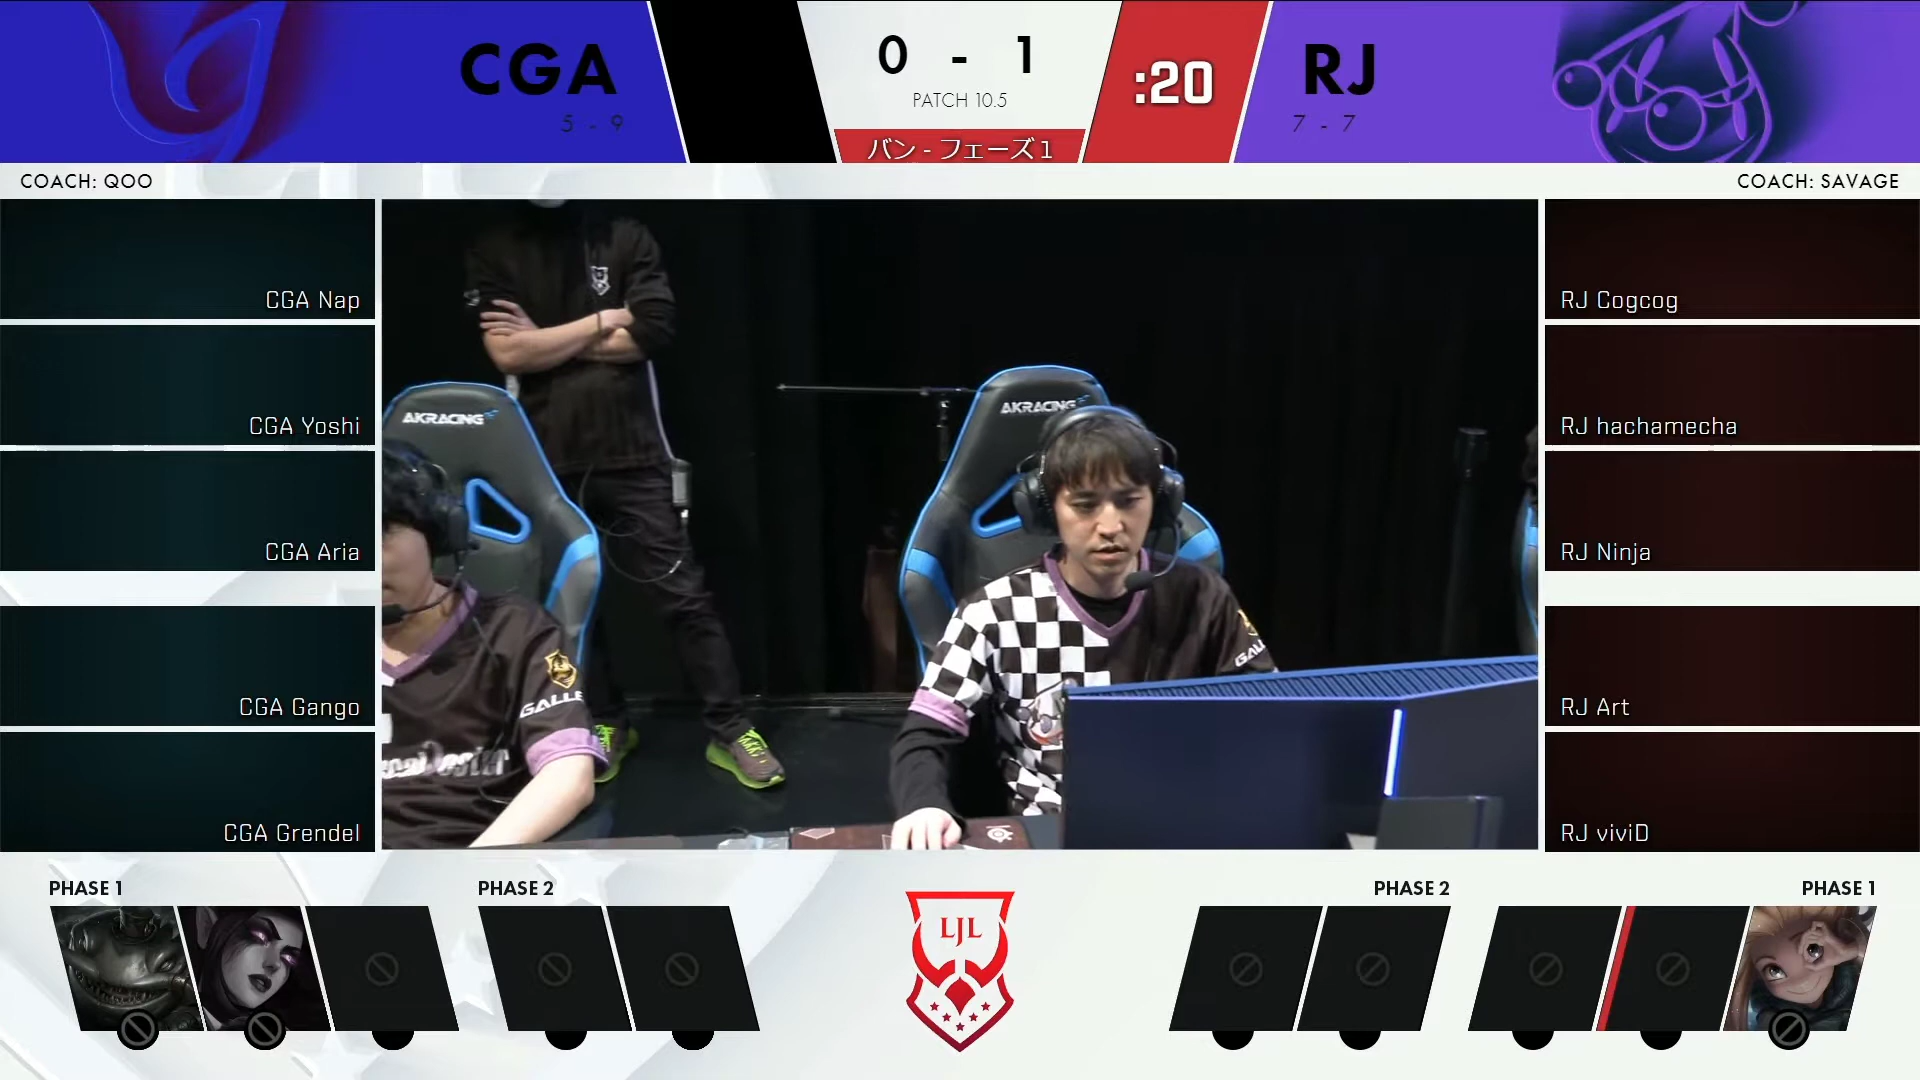 CGA
5 - 9
0 - 1
PATCH 10.5
バン - フェーズ 1
:20
RJ
7 - 7
COACH: QOO
COACH: SAVAGE
CGA Nap
CGA Yoshi
CGA Aria
CGA Gango
CGA Grendel
AKRACING
AKRACING
GALLE
GALL
RJ Cogcog
RJ hachamecha
RJ Ninja
RJ Art
RJ viviD
PHASE 1
PHASE 2
LJL
PHASE 2
PHASE 1